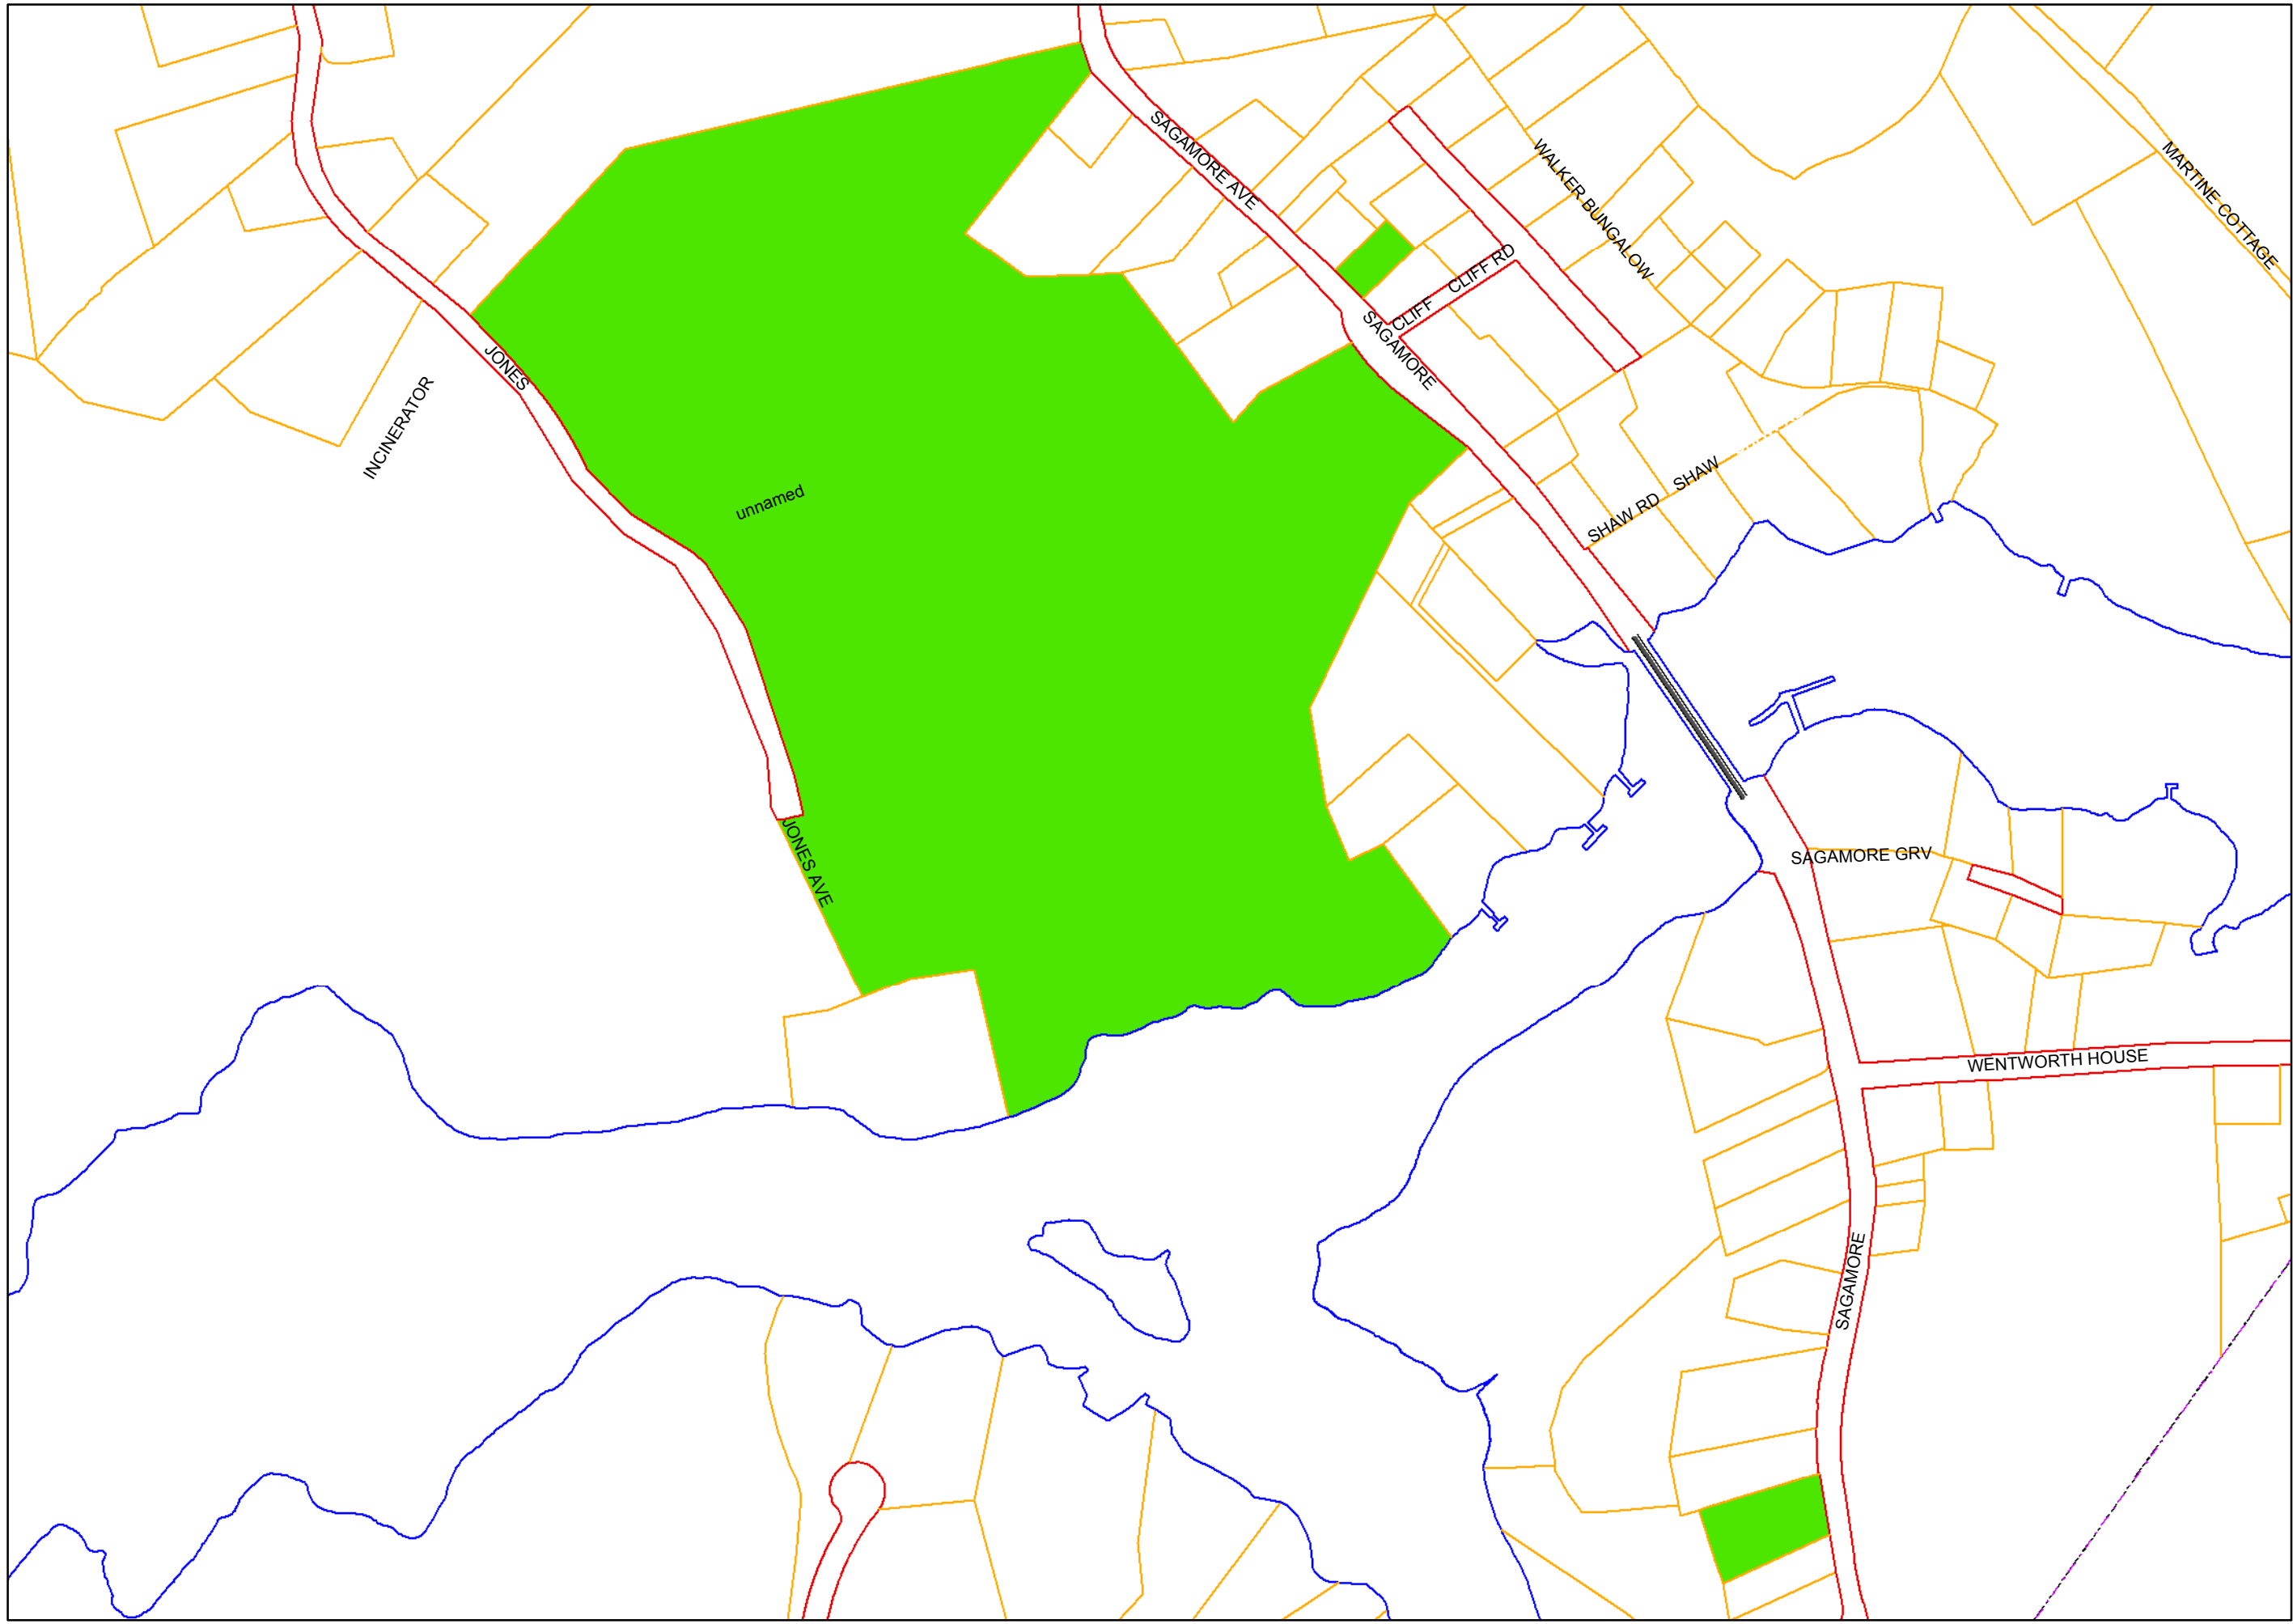 SAGAMORE AVE
WALKER BUNGALOW
MARTINE COTTAGE
CLIFF RD
CLIFF
SAGAMORE
JONES
INCINERATOR
unnamed
SHAW
SHAW RD
JONES AVE
SAGAMORE GRV
WENTWORTH HOUSE
SAGAMORE